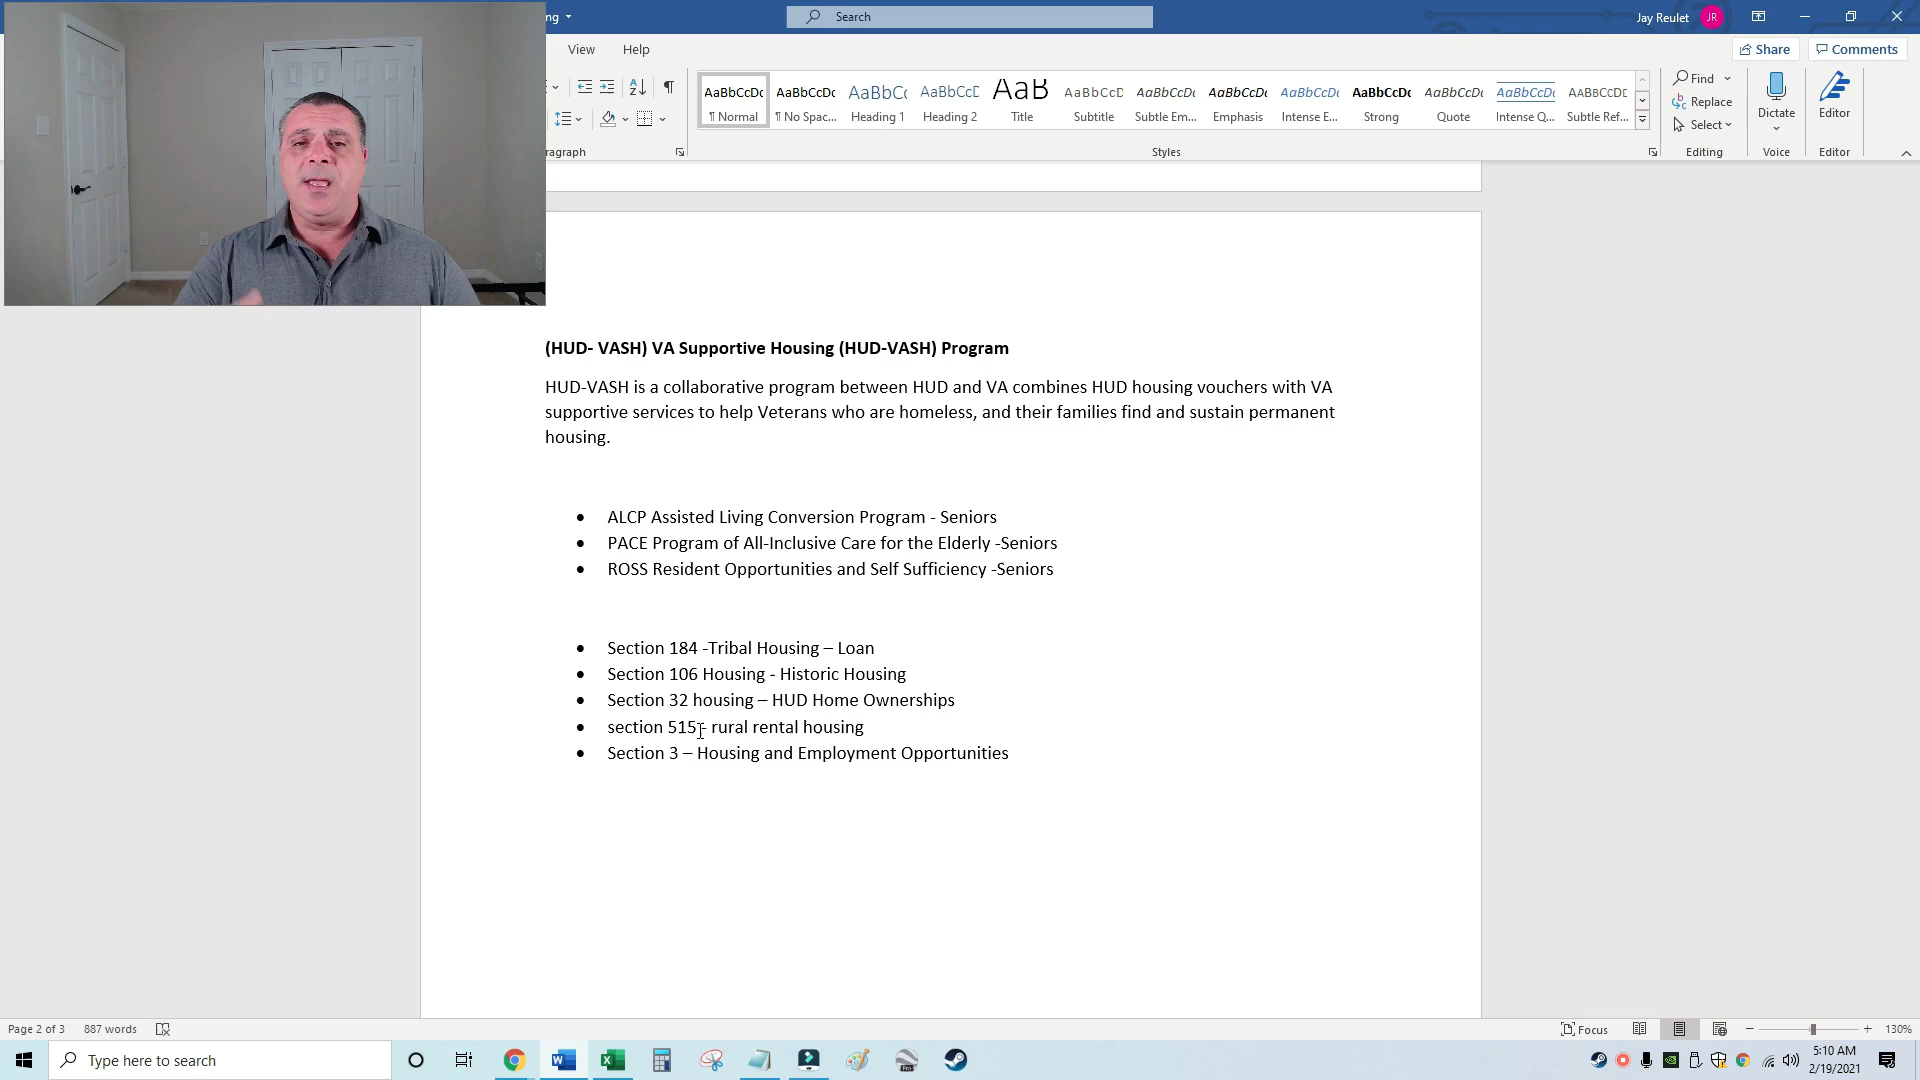 ng
Search
Jay Reulet
JR
View
Help
Share
Comments
AaBbCcDc
AaBbCcDc
AaBbCc
AaBbCcD
AaB
AaBbCcD
AaBbCcDc
AaBbCcDc
AaBbCcDc
AaBbCcDc
AaBbCcDc
AaBbCcDc
AaBbCcDc
¶ Normal
¶ No Spac...
Heading 1
Heading 2
Title
Subtitle
Subtle Em...
Emphasis
Intense E...
Strong
Quote
Intense Q...
Subtle Ref...
Find
Replace
Select
Dictate
Editor
aragraph
Styles
Editing
Voice
Editor
(HUD- VASH) VA Supportive Housing (HUD-VASH) Program
HUD-VASH is a collaborative program between HUD and VA combines HUD housing vouchers with VA
supportive services to help Veterans who are homeless, and their families find and sustain permanent
housing.
• ALCP Assisted Living Conversion Program - Seniors
• PACE Program of All-Inclusive Care for the Elderly -Seniors
• ROSS Resident Opportunities and Self Sufficiency -Seniors
• Section 184 -Tribal Housing – Loan
• Section 106 Housing - Historic Housing
• Section 32 housing – HUD Home Ownerships
• section 515 - rural rental housing
• Section 3 – Housing and Employment Opportunities
Page 2 of 3
887 words
Focus
130%
Type here to search
5:10 AM
2/19/2021